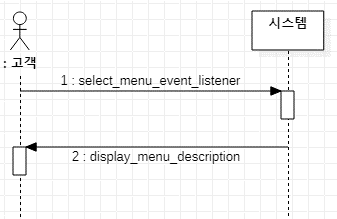 시스템
: 고객
1 : select_menu_event_listener
2 : display_menu_description